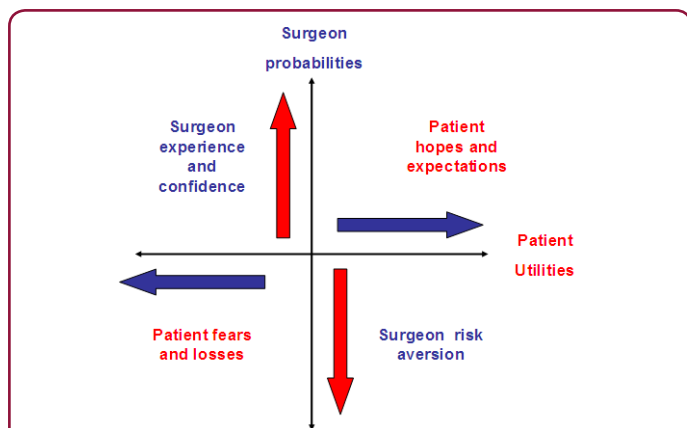 Surgeon
probabilities
Surgeon
experience
and
confidence
Patient
hopes and
expectations
Patient
Utilities
Patient fears
and losses
Surgeon risk
aversion